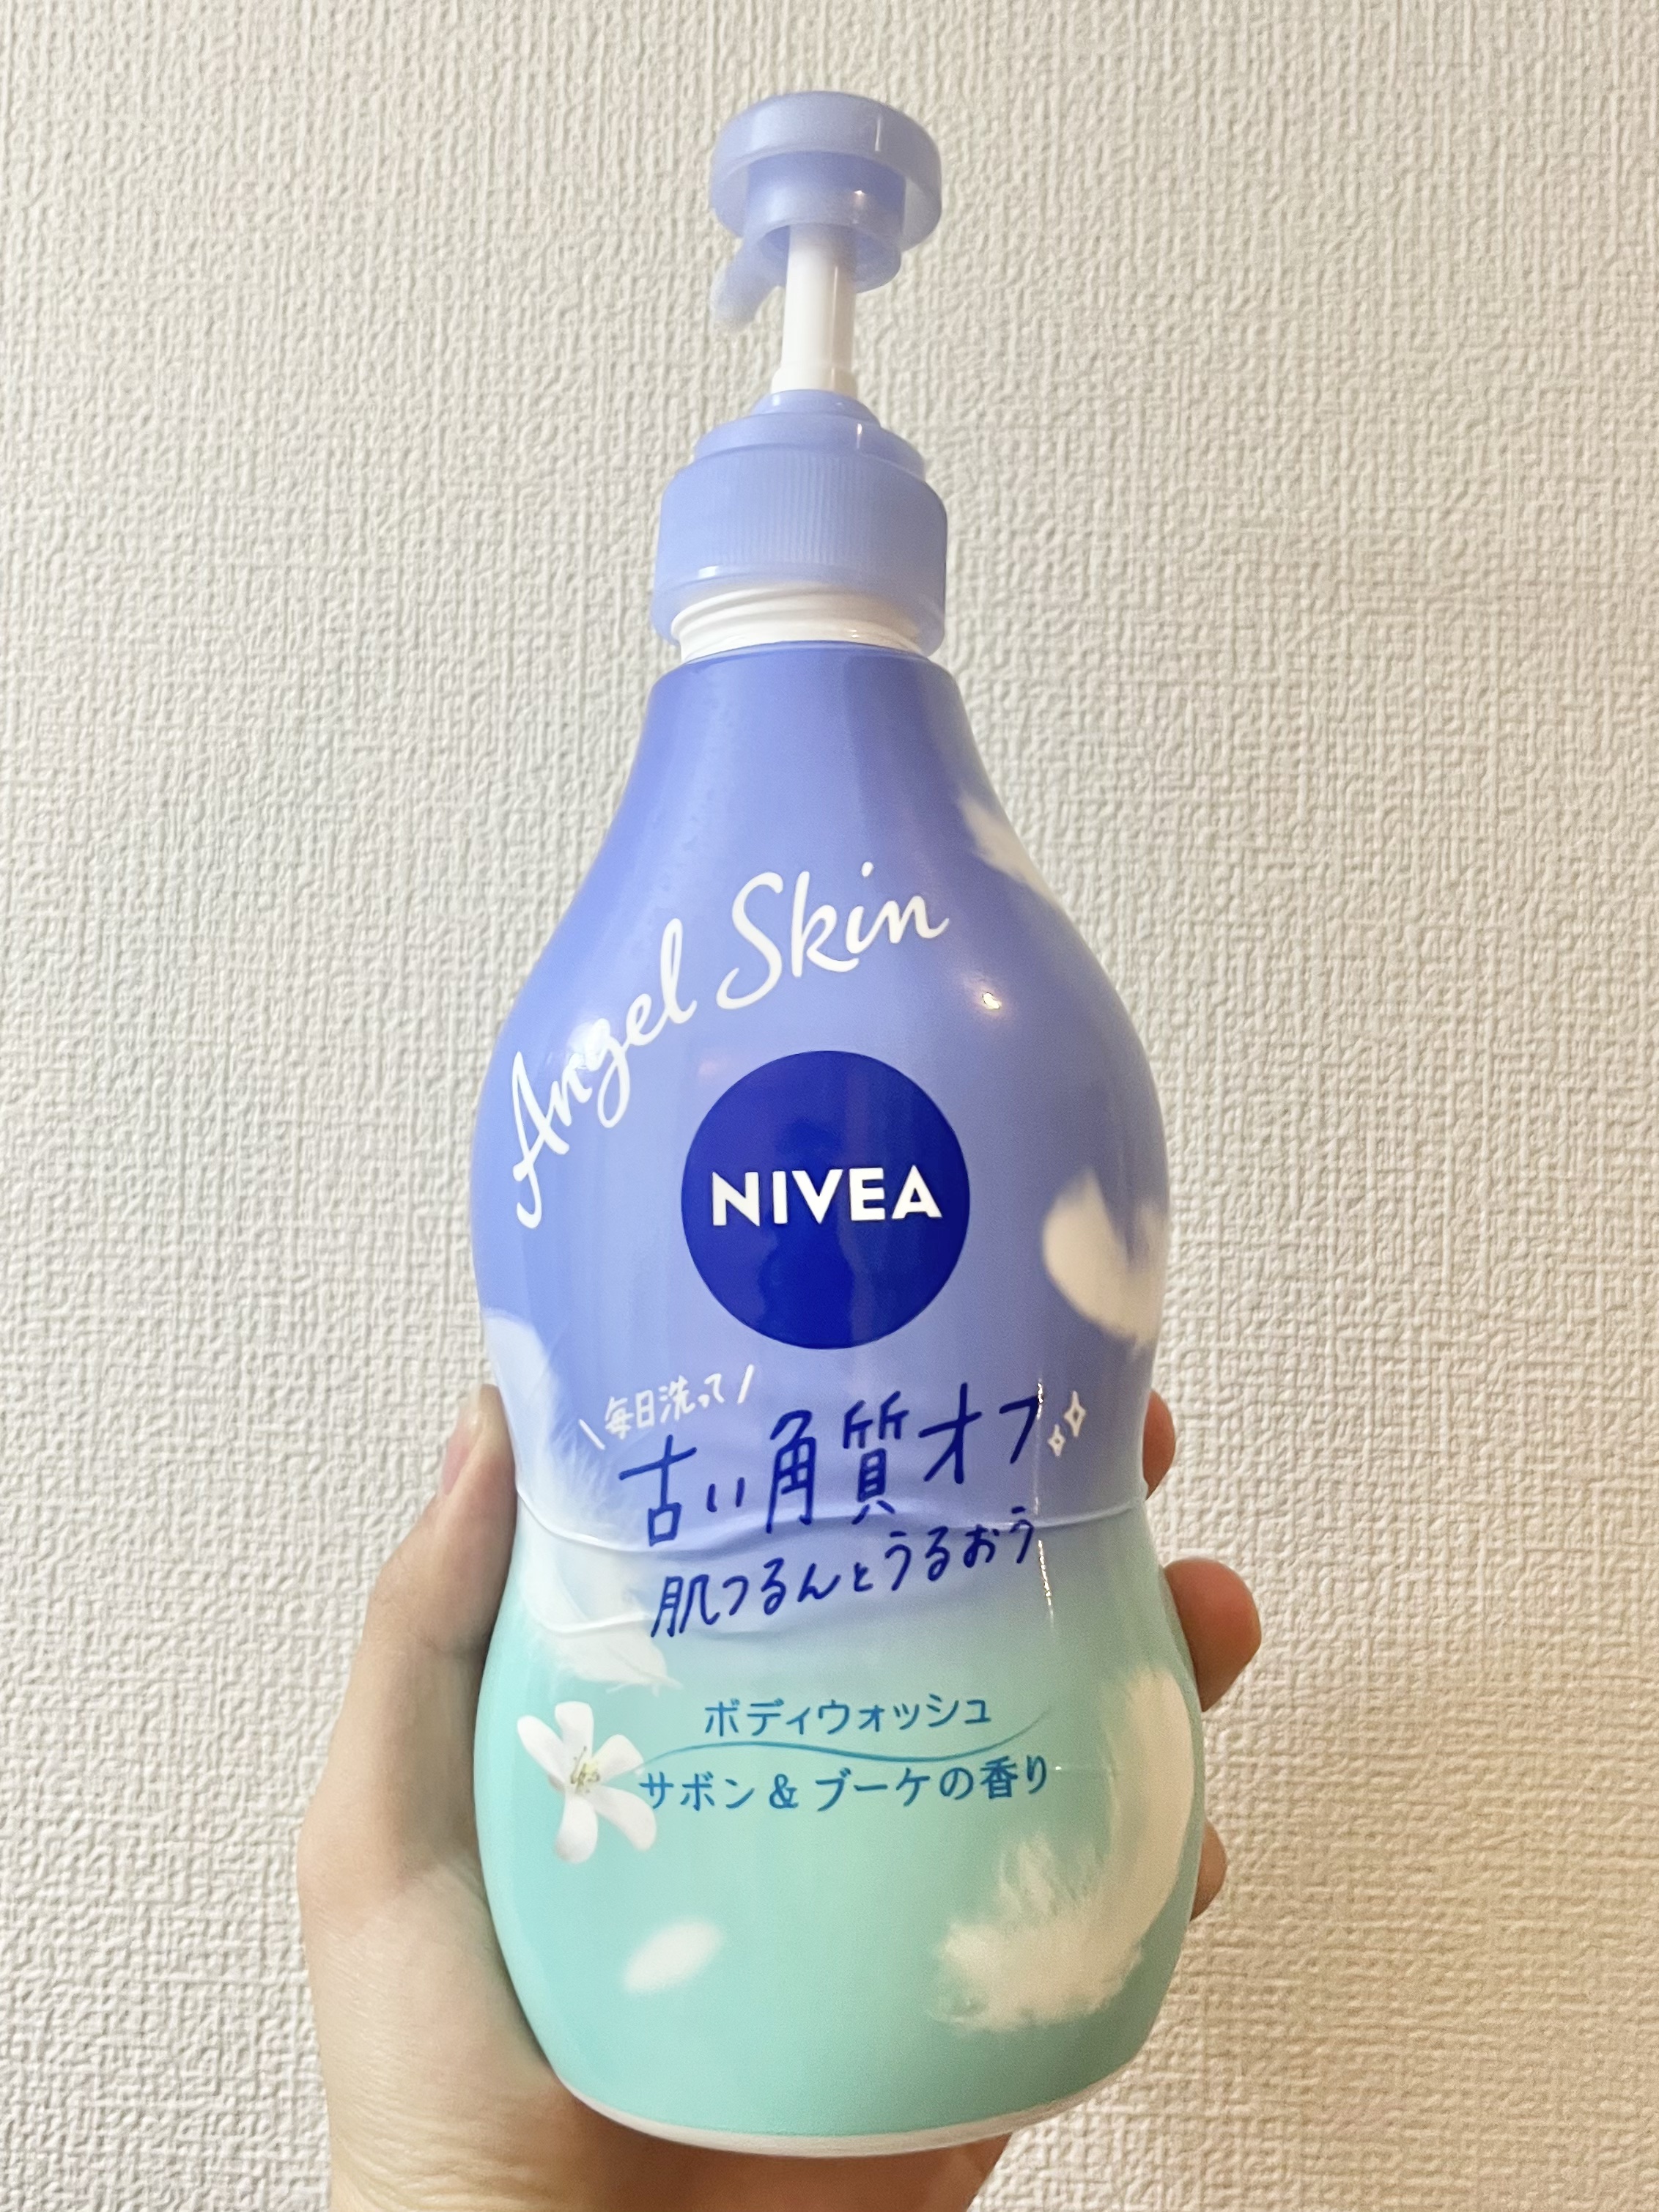 Angel Skin
NIVEA
\毎日洗って/
古い角質オフ
肌つるんとうるおう
ボディウォッシュ
サボン&ブーケの香り